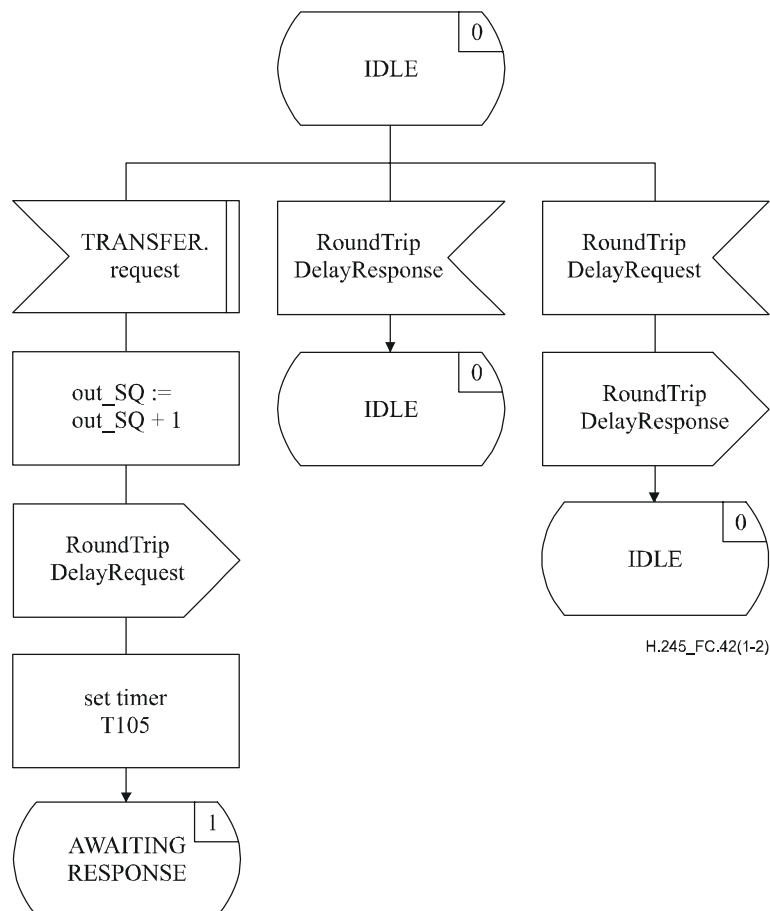 0
IDLE
TRANSFER.
request
RoundTrip
DelayResponse
RoundTrip
DelayRequest
out_SQ :=
out_SQ + 1
0
IDLE
RoundTrip
DelayResponse
RoundTrip
DelayRequest
0
IDLE
H.245_FC.42(1-2)
set timer
T105
1
AWAITING
RESPONSE